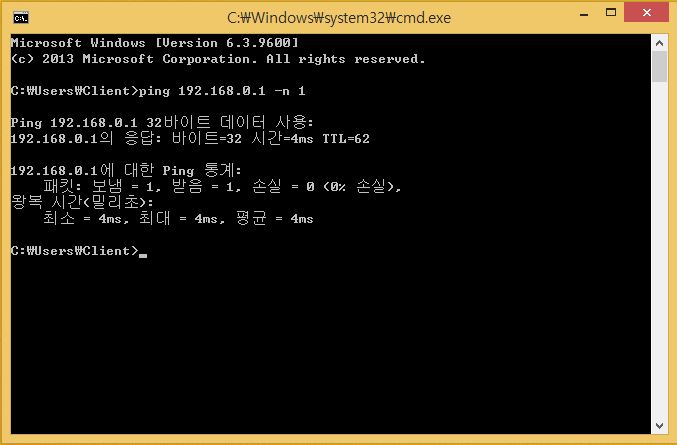 C:₩Windows₩system32₩cmd.exe
Microsoft Windows [Version 6.3.9600]
(c) 2013 Microsoft Corporation. All rights reserved.
C:₩Users₩Client>ping 192.168.0.1 -n 1
Ping 192.168.0.1 32바이트 데이터 사용:
192.168.0.1의 응답: 바이트=32 시간=4ms TTL=62
192.168.0.1에 대한 Ping 통계:
패킷: 보냄 = 1, 받음 = 1, 손실 = 0 (0% 손실),
왕복 시간(밀리초):
최소 = 4ms, 최대 = 4ms, 평균 = 4ms
C:₩Users₩Client>_